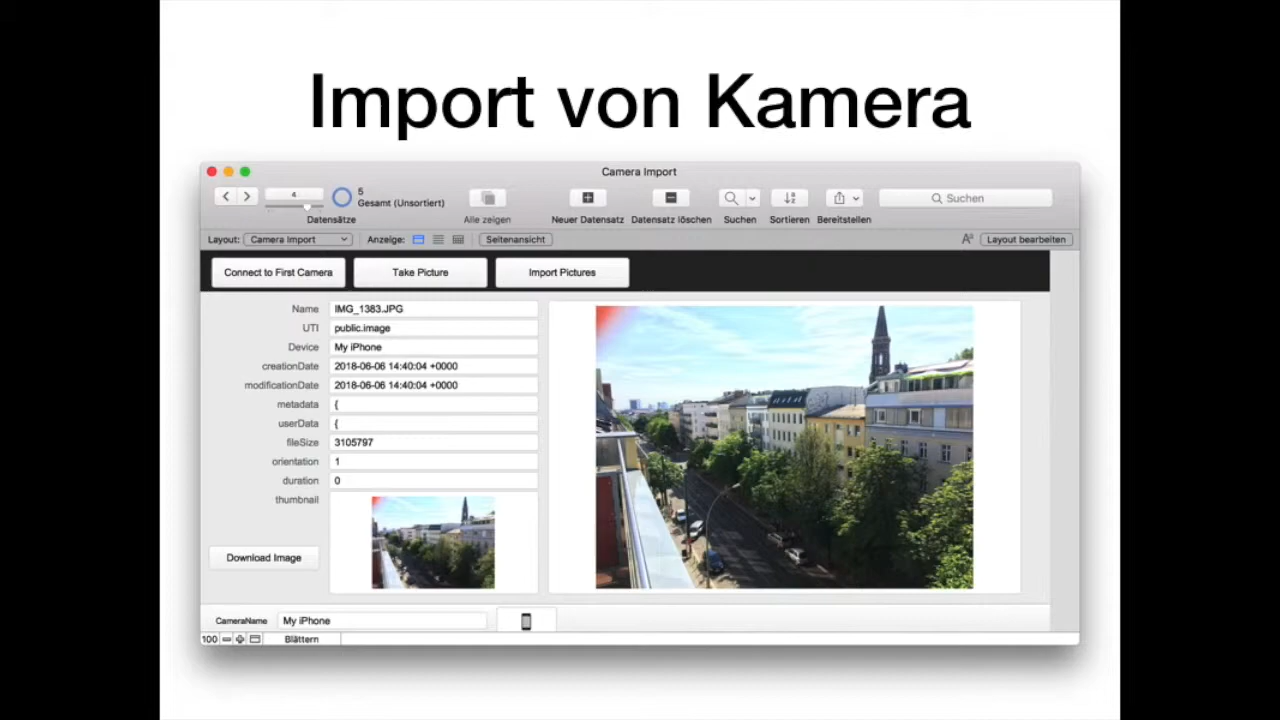 Import von Kamera
Camera Import
4
5
Gesamt (Unsortiert)
Datensätze
Alle zeigen
Neuer Datensatz
Datensatz löschen
Suchen
Sortieren
Bereitstellen
Suchen
Layout: Camera Import
Anzeige:
Seitenansicht
Layout bearbeiten
Connect to First Camera
Take Picture
Import Pictures
Name IMG_1383.JPG
UTI public.image
Device My iPhone
creationDate 2018-06-06 14:40:04 +0000
modificationDate 2018-06-06 14:40:04 +0000
metadata {
userData {
fileSize 3105797
orientation 1
duration 0
thumbnail
Download Image
CameraName My iPhone
100
Blättern